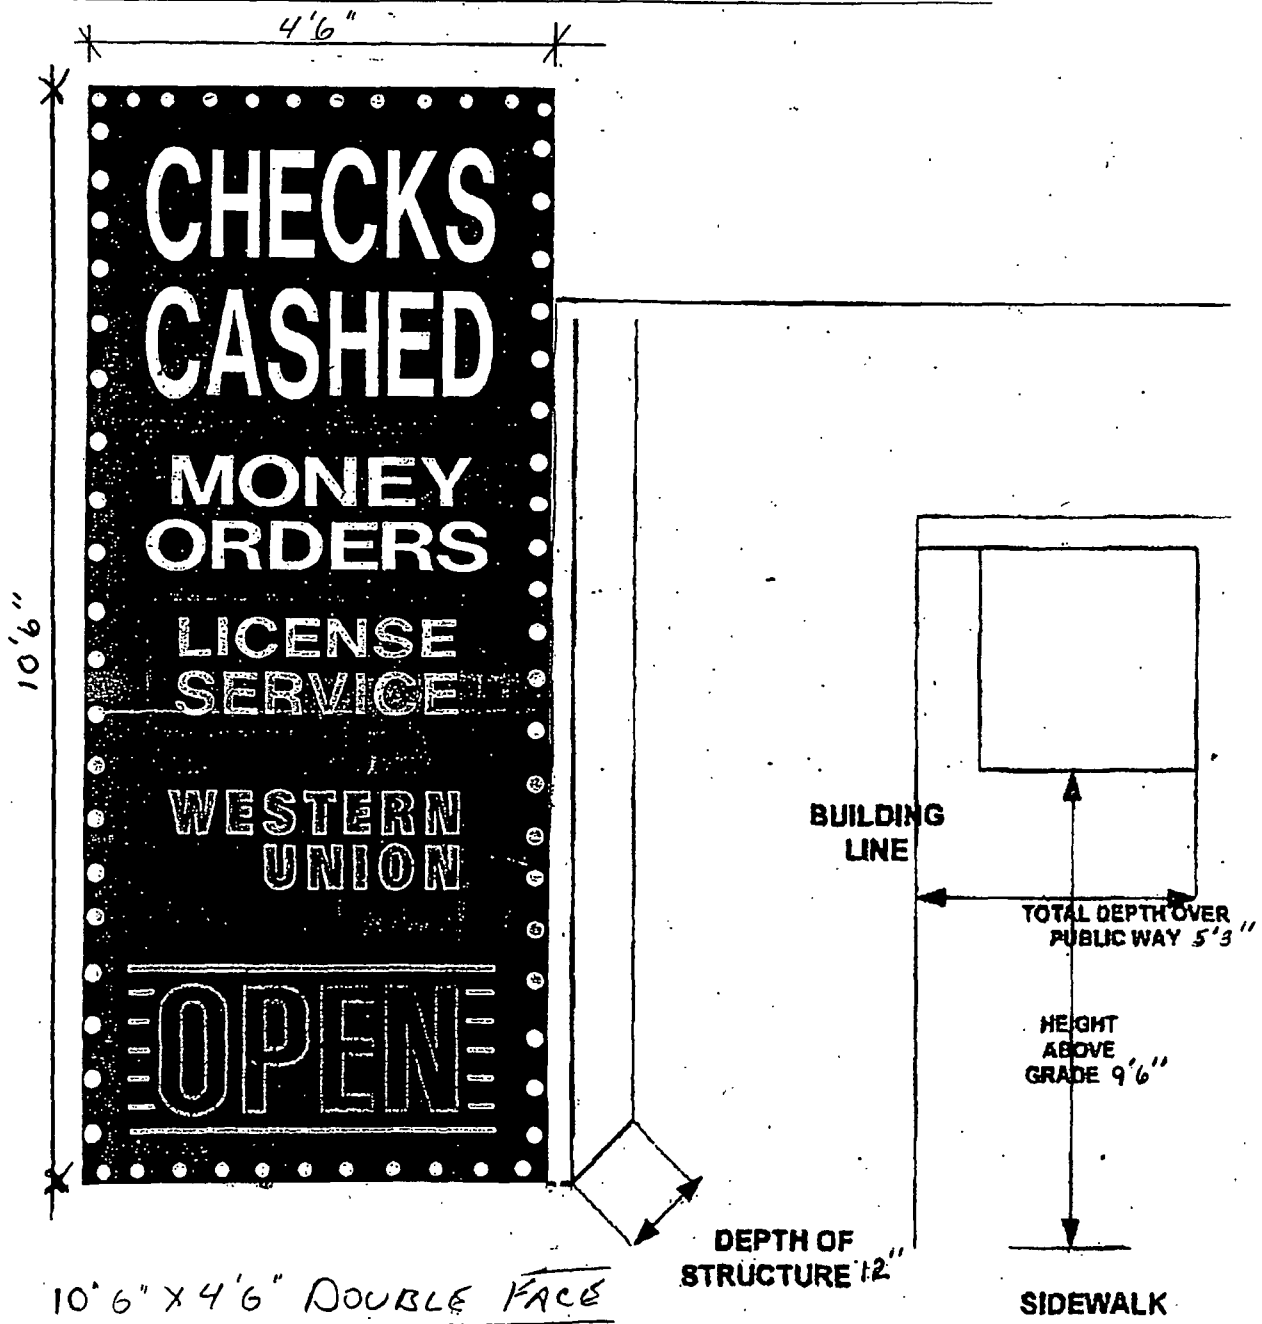 4'6"
10'6"
CHECKS
CASHED
MONEY
ORDERS
LICENSE
SERVICE
WESTERN
UNION
OPEN
BUILDING
LINE
TOTAL DEPTH OVER
PUBLIC WAY 5'3"
HEIGHT
ABOVE
GRADE 9'6"
DEPTH OF
STRUCTURE 12"
SIDEWALK
10'6" X 4'6" DOUBLE FACE